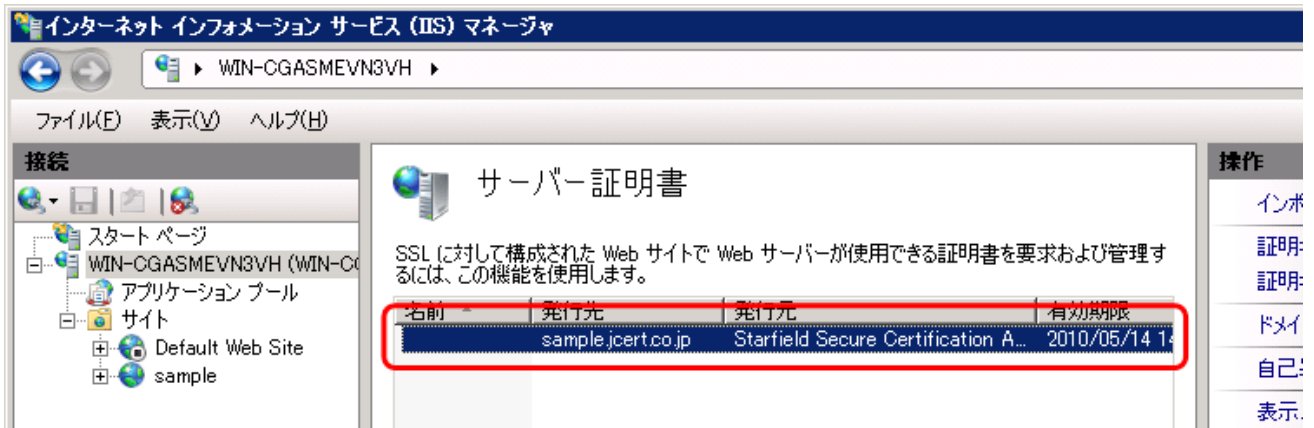 インターネット インフォメーション サービス (IIS) マネージャ
WIN-CGASMEVN3VH
ファイル(F) 表示(V) ヘルプ(H)
接続
スタート ページ
WIN-CGASMEVN3VH (WIN-CG
アプリケーション プール
サイト
Default Web Site
sample
サーバー証明書
SSL に対して構成された Web サイトで Web サーバーが使用できる証明書を要求および管理す
るには、この機能を使用します。
名前 発行先 発行元 有効期限
sample.jcert.co.jp Starfield Secure Certification A... 2010/05/14 14
操作
インポ
証明
証明
ドメイ
自己
表示